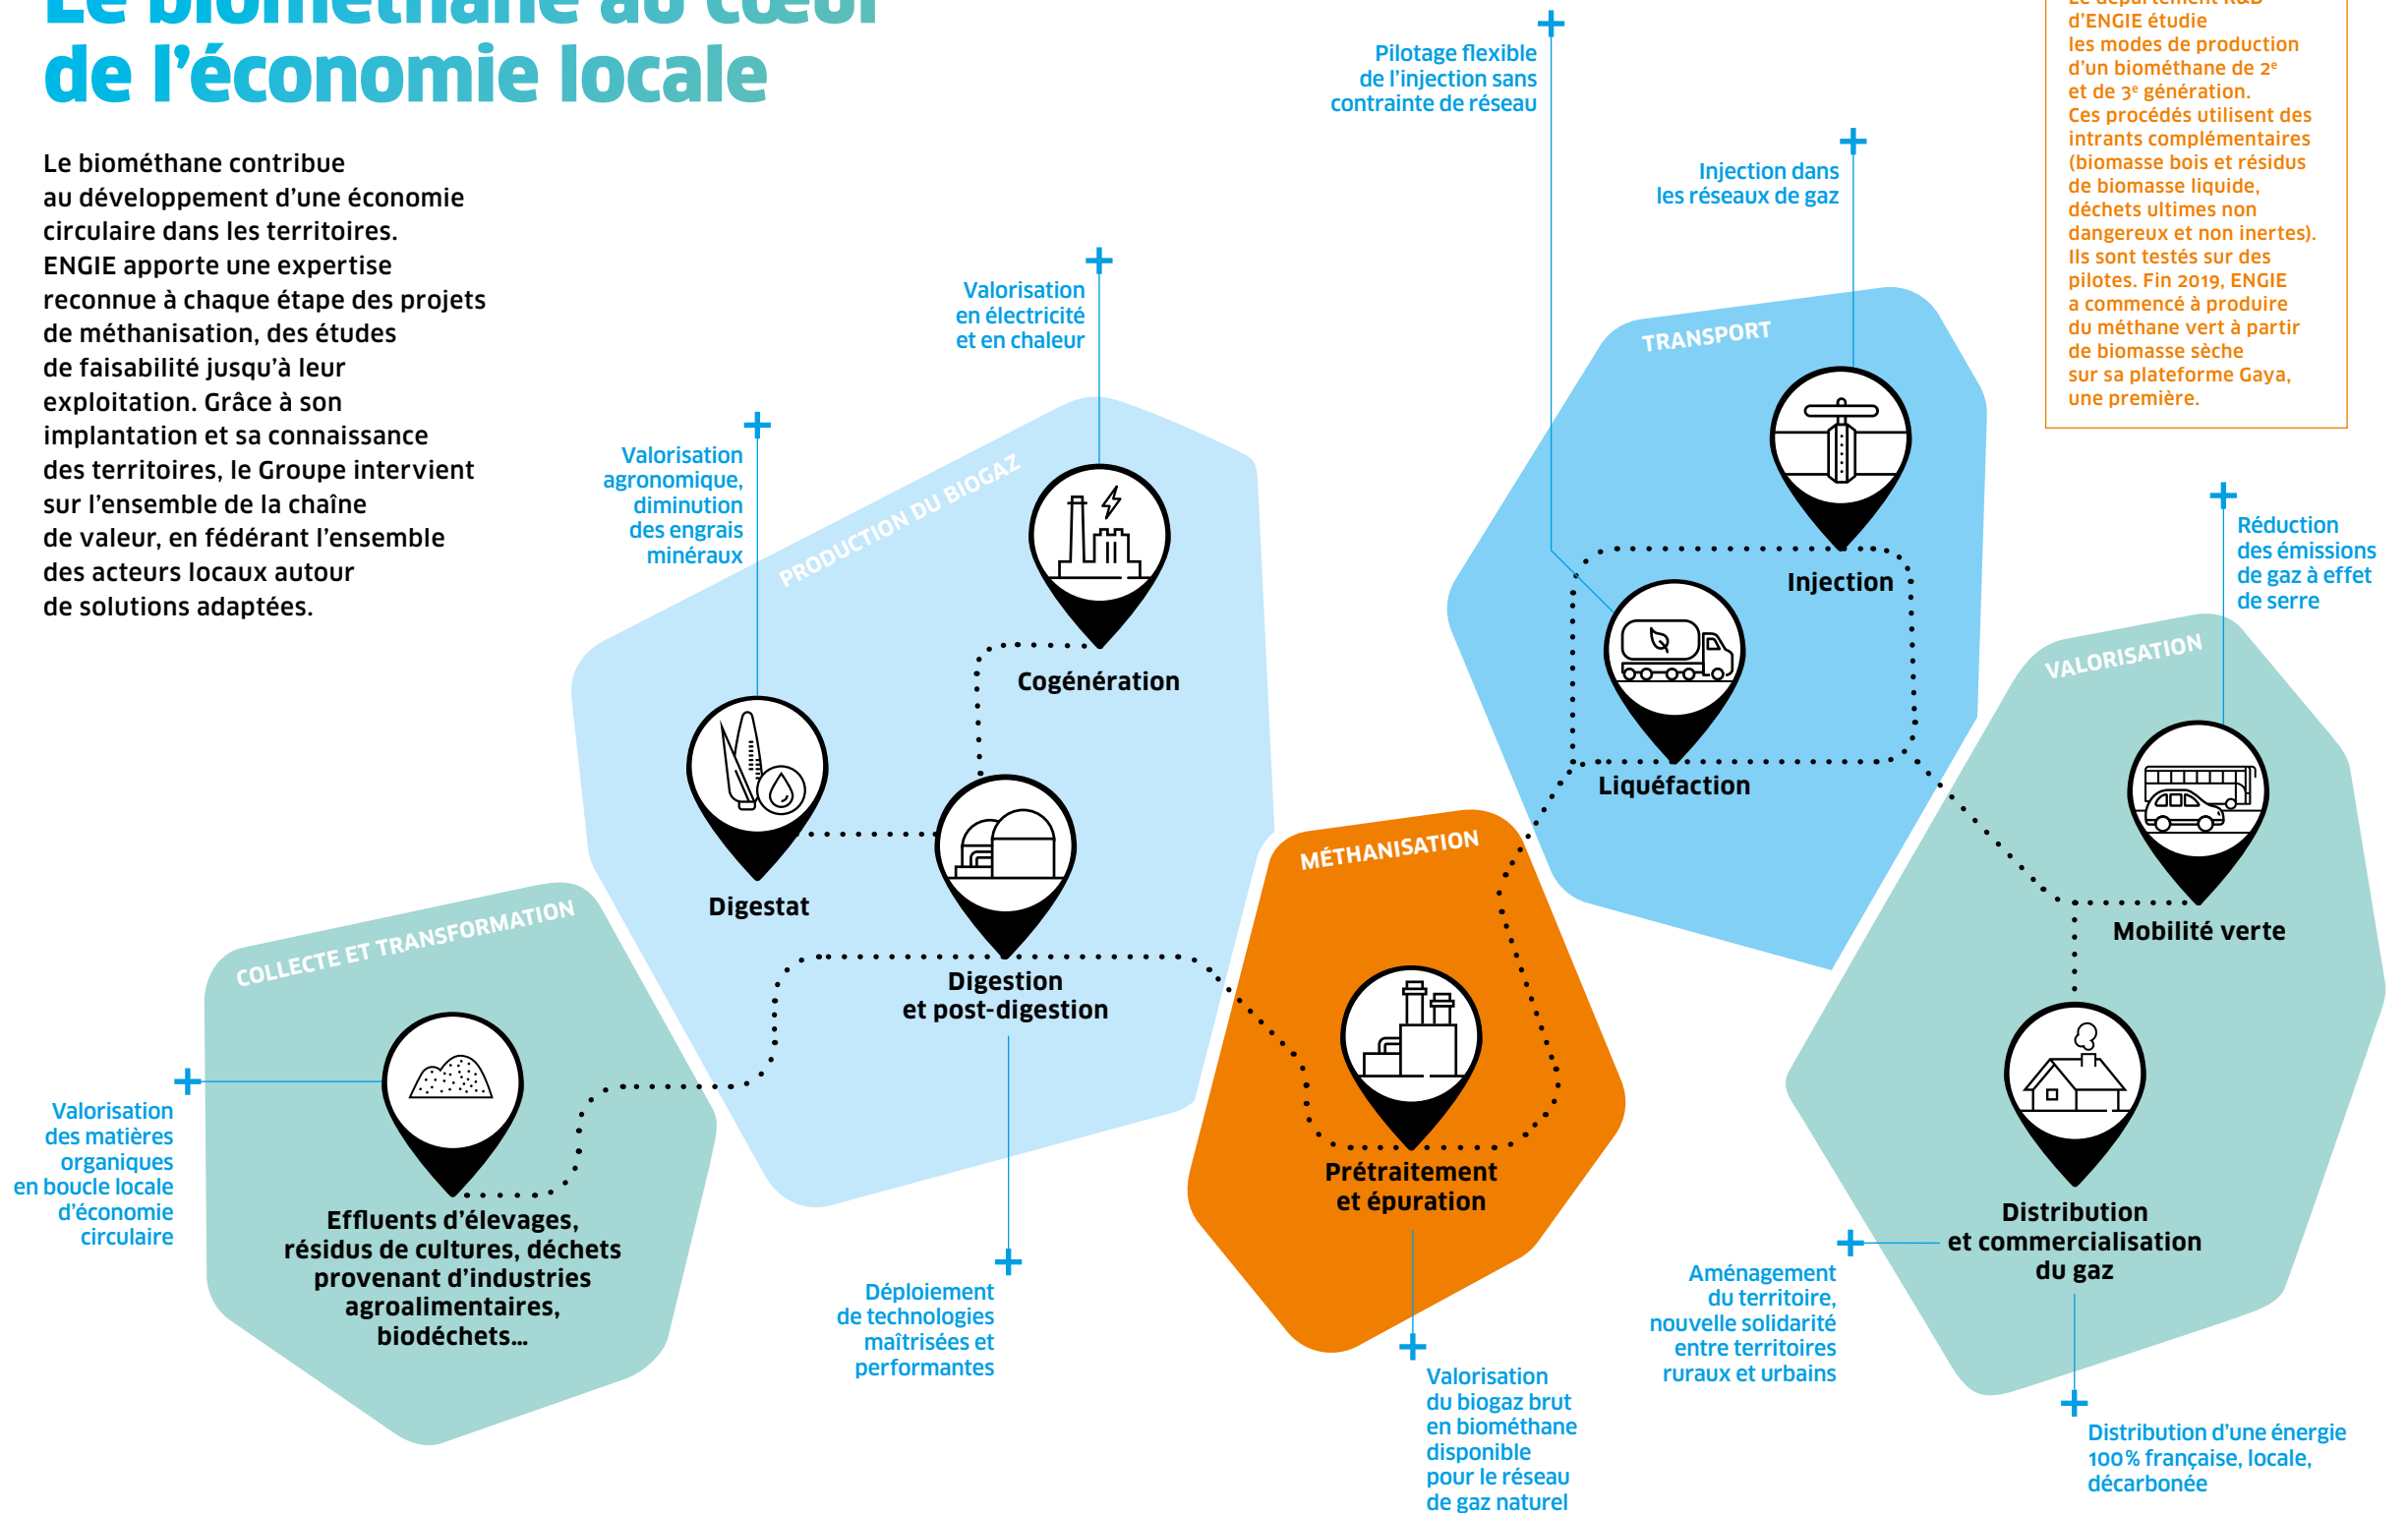 Le biométhane au cœur
de l’économie locale
Le biométhane contribue
au développement d’une économie
circulaire dans les territoires.
ENGIE apporte une expertise
reconnue à chaque étape des projets
de méthanisation, des études
de faisabilité jusqu’à leur
exploitation. Grâce à son
implantation et sa connaissance
des territoires, le Groupe intervient
sur l’ensemble de la chaîne
de valeur, en fédérant l’ensemble
des acteurs locaux autour
de solutions adaptées.
COLLECTE ET TRANSFORMATION
Valorisation
des matières
organiques
en boucle locale
d’économie
circulaire
Effluents d’élevages,
résidus de cultures, déchets
provenant d’industries
agroalimentaires,
biodéchets…
PRODUCTION DU BIOGAZ
Valorisation
agronomique,
diminution
des engrais
minéraux
Digestat
Valorisation
en électricité
et en chaleur
Cogénération
Digestion
et post-digestion
Déploiement
de technologies
maîtrisées et
performantes
MÉTHANISATION
Prétraitement
et épuration
Valorisation
du biogaz brut
en biométhane
disponible
pour le réseau
de gaz naturel
TRANSPORT
Pilotage flexible
de l’injection sans
contrainte de réseau
Liquéfaction
Injection dans
les réseaux de gaz
Injection
VALORISATION
Réduction
des émissions
de gaz à effet
de serre
Mobilité verte
Distribution
et commercialisation
du gaz
Aménagement
du territoire,
nouvelle solidarité
entre territoires
ruraux et urbains
Distribution d’une énergie
100% française, locale,
décarbonée
Le département R&D
d’ENGIE étudie
les modes de production
d’un biométhane de 2e
et de 3e génération.
Ces procédés utilisent des
intrants complémentaires
(biomasse bois et résidus
de biomasse liquide,
déchets ultimes non
dangereux et non inertes).
Ils sont testés sur des
pilotes. Fin 2019, ENGIE
a commencé à produire
du méthane vert à partir
de biomasse sèche
sur sa plateforme Gaya,
une première.